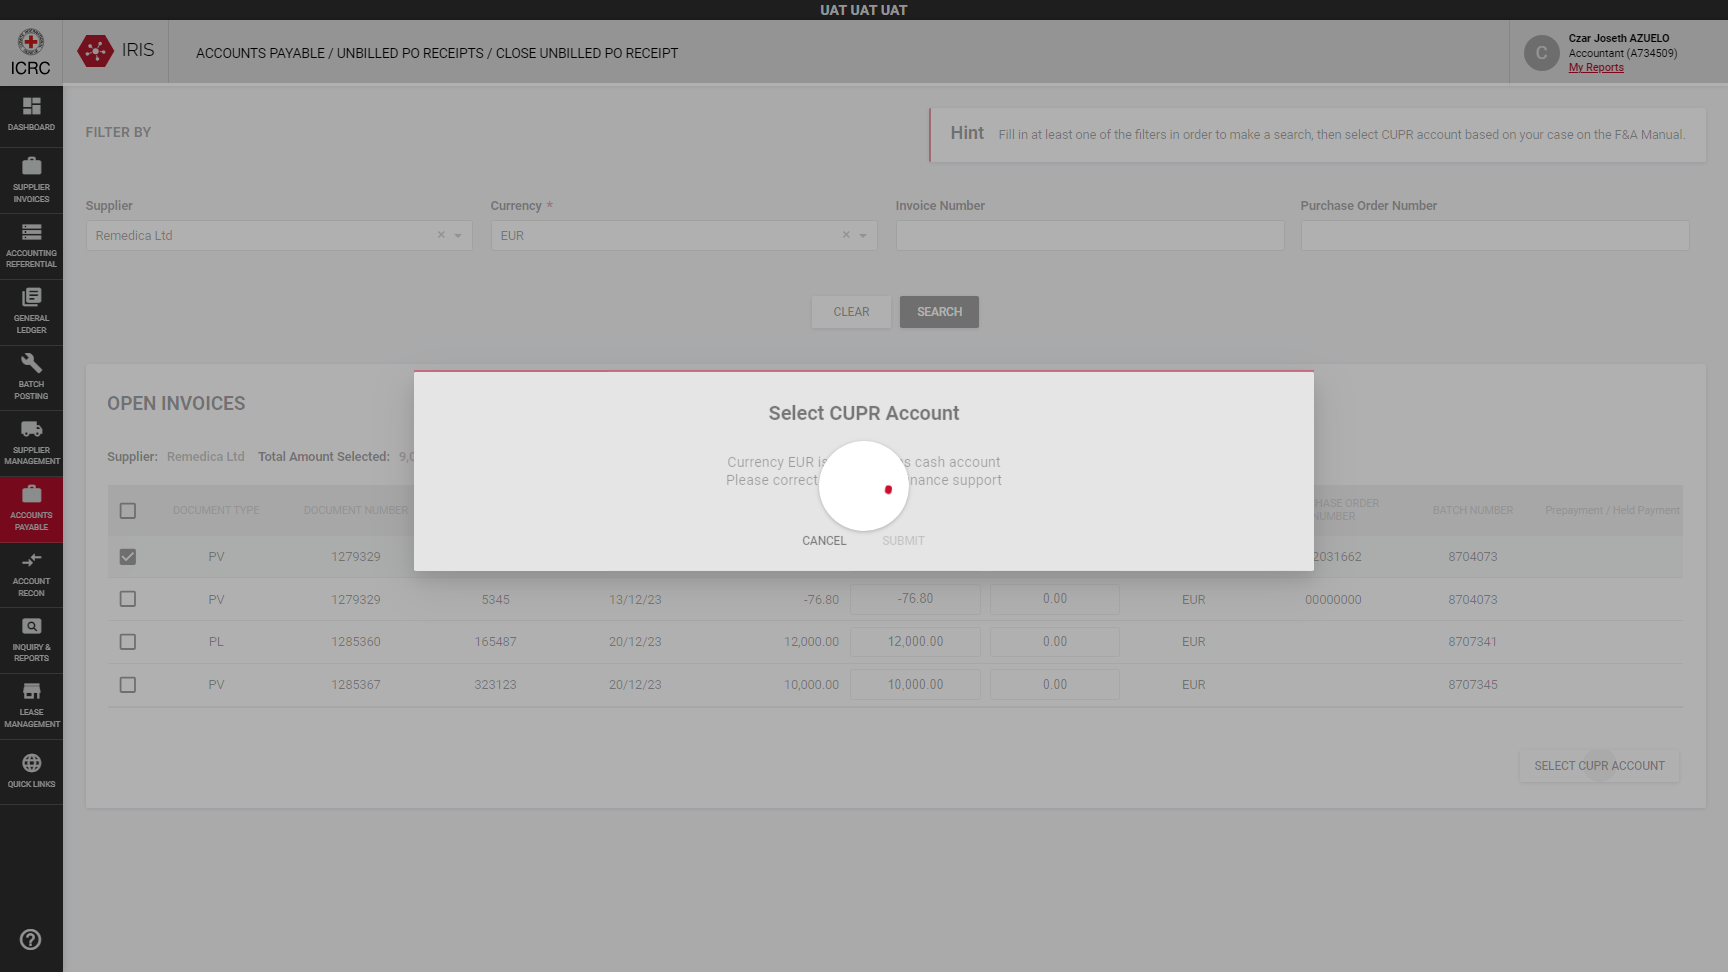 UAT UAT UAT
ICRC
IRIS
ACCOUNTS PAYABLE / UNBILLED PO RECEIPTS / CLOSE UNBILLED PO RECEIPT
C
Czar Joseth AZUELO
Accountant (A734509)
My Reports
DASHBOARD
SUPPLIER
INVOICES
ACCOUNTING
REFERENTIAL
GENERAL
LEDGER
BATCH
POSTING
SUPPLIER
MANAGEMENT
ACCOUNTS
PAYABLE
ACCOUNT
RECON
INQUIRY &
REPORTS
LEASE
MANAGEMENT
QUICK LINKS
FILTER BY
Hint Fill in at least one of the filters in order to make a search, then select CUPR account based on your case on the F&A Manual.
Supplier Currency * Invoice Number Purchase Order Number
Remedica Ltd × EUR ×
CLEAR SEARCH
OPEN INVOICES
Supplier: Remedica Ltd Total Amount Selected: 9,0
Select CUPR Account
Currency EUR is s cash account
Please correct nance support
CANCEL SUBMIT
DOCUMENT TYPE DOCUMENT NUMBER HASE ORDER NUMBER BATCH NUMBER Prepayment / Held Payment
PV 1279329 2031662 8704073
PV 1279329 5345 13/12/23 -76.80 -76.80 0.00 EUR 00000000 8704073
PL 1285360 165487 20/12/23 12,000.00 12,000.00 0.00 EUR 8707341
PV 1285367 323123 20/12/23 10,000.00 10,000.00 0.00 EUR 8707345
SELECT CUPR ACCOUNT